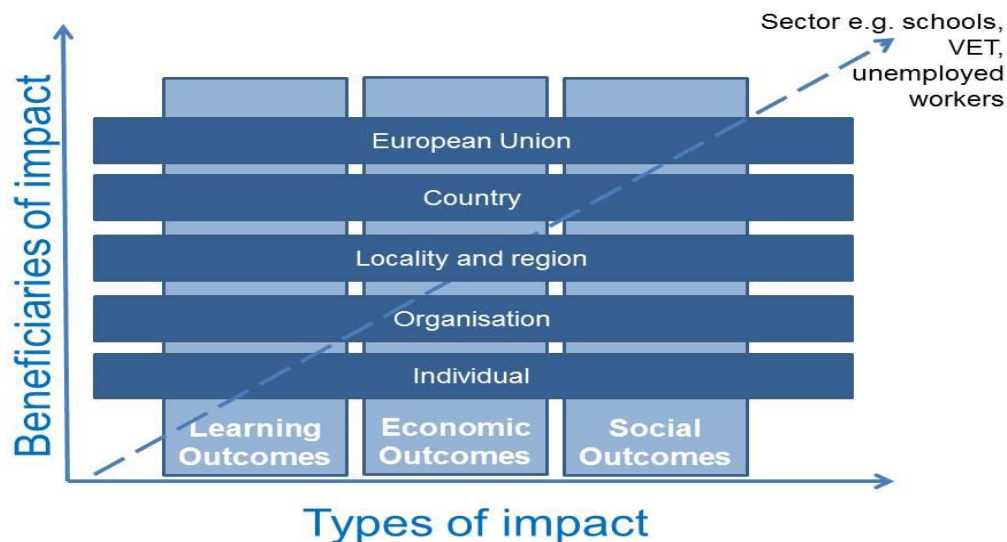 Sector e.g. schools,
VET,
unemployed
workers
Beneficiaries of impact
European Union
Country
Locality and region
Organisation
Individual
Learning
Outcomes
Economic
Outcomes
Social
Outcomes
Types of impact